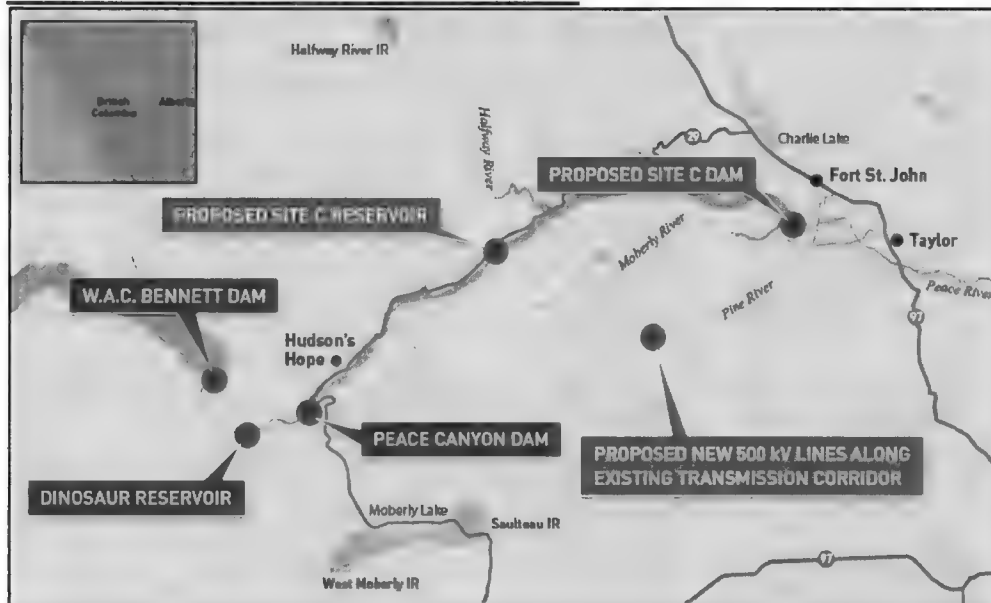 Halfway River IR
British
Columbia
Alberta
Halfway River
29
Charlie Lake
PROPOSED SITE C DAM
Fort St. John
PROPOSED SITE C RESERVOIR
Moberly River
Taylor
W.A.C. BENNETT DAM
Peace River
Pine River
97
Hudson's
Hope
PEACE CANYON DAM
PROPOSED NEW 500 kV LINES ALONG
EXISTING TRANSMISSION CORRIDOR
DINOSAUR RESERVOIR
Moberly Lake
Saulteau IR
West Moberly IR